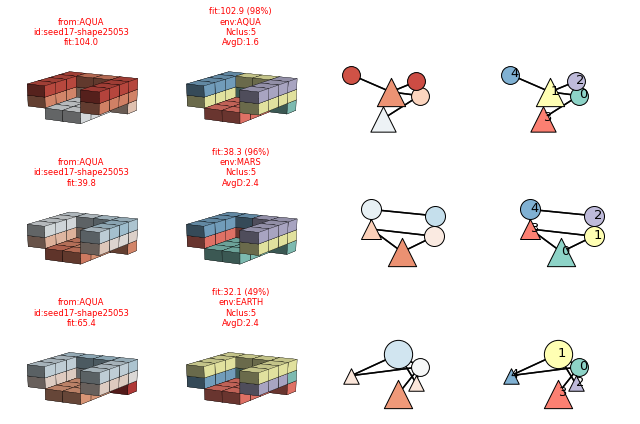 from:AQUA
id:seed17-shape25053
fit:104.0
fit:102.9 (98%)
env:AQUA
Nclus:5
AvgD:1.6
4
2
1
0
3
from:AQUA
id:seed17-shape25053
fit:39.8
fit:38.3 (96%)
env:MARS
Nclus:5
AvgD:2.4
4
2
3
1
0
from:AQUA
id:seed17-shape25053
fit:65.4
fit:32.1 (49%)
env:EARTH
Nclus:5
AvgD:2.4
1
0
4
2
3